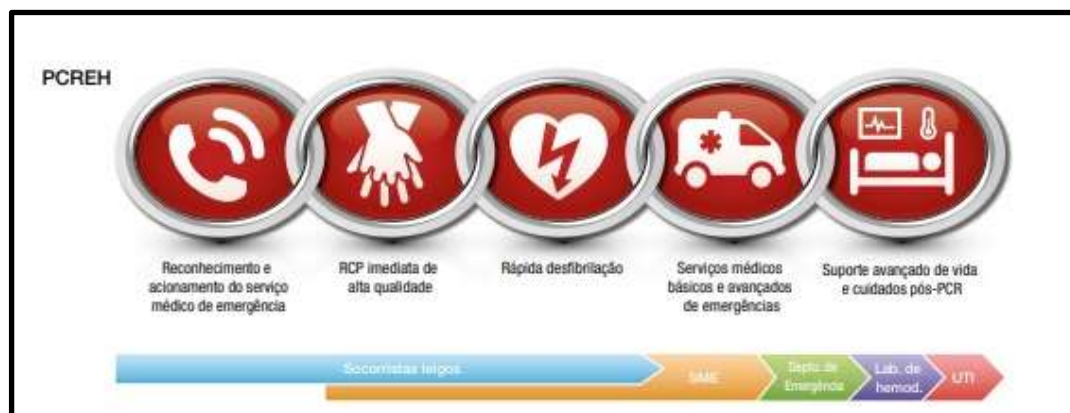 PCREH
Reconhecimento e
acionamento do serviço
médico de emergência
RCP imediata de
alta qualidade
Rápida desfibrilação
Serviços médicos
básicos e avançados
de emergências
Suporte avançado de vida
e cuidados pós-PCR
Socorristas leigos
SME
Depto. de
Emergência
Lab. de
hemod.
UTI